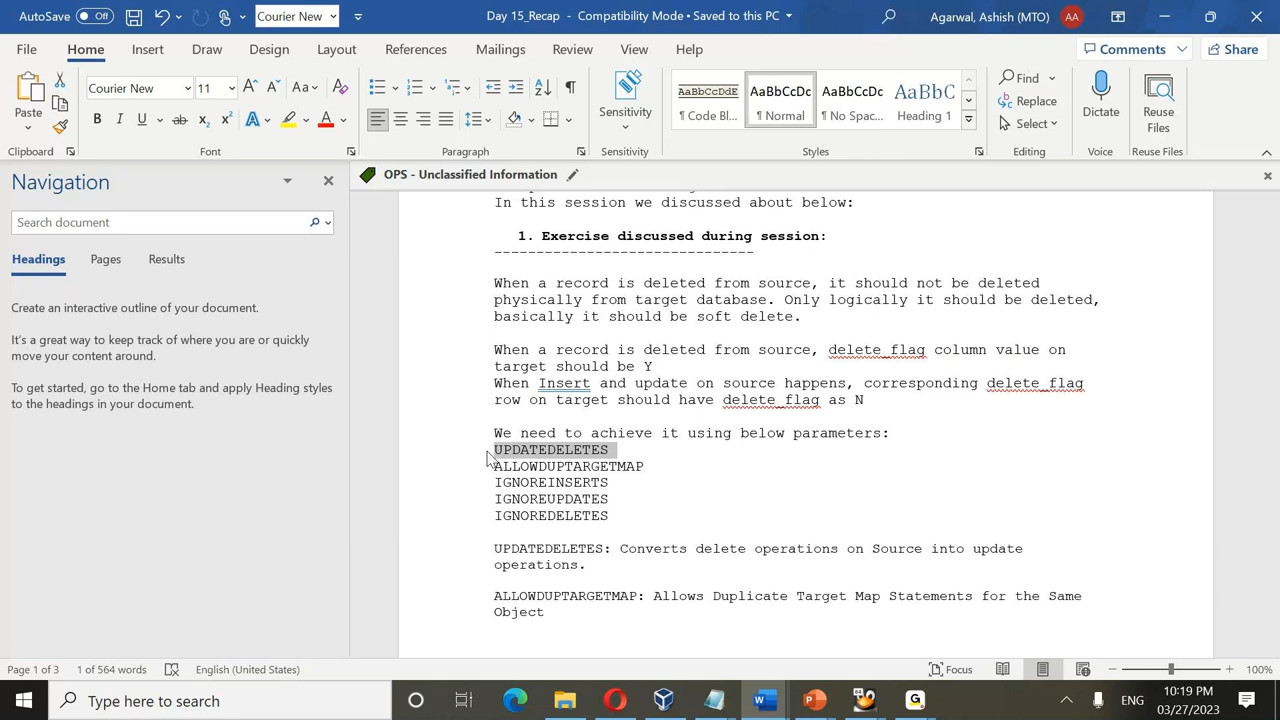 AutoSave Off Courier New Day 15_Recap - Compatibility Mode • Saved to this PC Agarwal, Ashish (MTO) AA
File Home Insert Draw Design Layout References Mailings Review View Help Comments Share
Paste
Courier New 11
Sensitivity
AaBbCcDdE AaBbCcDc AaBbCcDc AaBbC
¶ Code Bl... ¶ Normal ¶ No Spac... Heading 1
Find
Replace
Select
Dictate
Reuse Files
Clipboard Font Paragraph Sensitivity Styles Editing Voice Reuse Files
Navigation
Search document
Headings Pages Results
Create an interactive outline of your document.
It's a great way to keep track of where you are or quickly
move your content around.
To get started, go to the Home tab and apply Heading styles
to the headings in your document.
OPS - Unclassified Information
In this session we discussed about below:
1. Exercise discussed during session:
------------------------------
When a record is deleted from source, it should not be deleted
physically from target database. Only logically it should be deleted,
basically it should be soft delete.
When a record is deleted from source, delete_flag column value on
target should be Y
When Insert and update on source happens, corresponding delete_flag
row on target should have delete_flag as N
We need to achieve it using below parameters:
UPDATEDELETES
ALLOWDUPTARGETMAP
IGNOREINSERTS
IGNOREUPDATES
IGNOREDELETES
UPDATEDELETES: Converts delete operations on Source into update
operations.
ALLOWDUPTARGETMAP: Allows Duplicate Target Map Statements for the Same
Object
Page 1 of 3 1 of 564 words English (United States) Focus 100%
Type here to search ENG 10:19 PM
03/27/2023